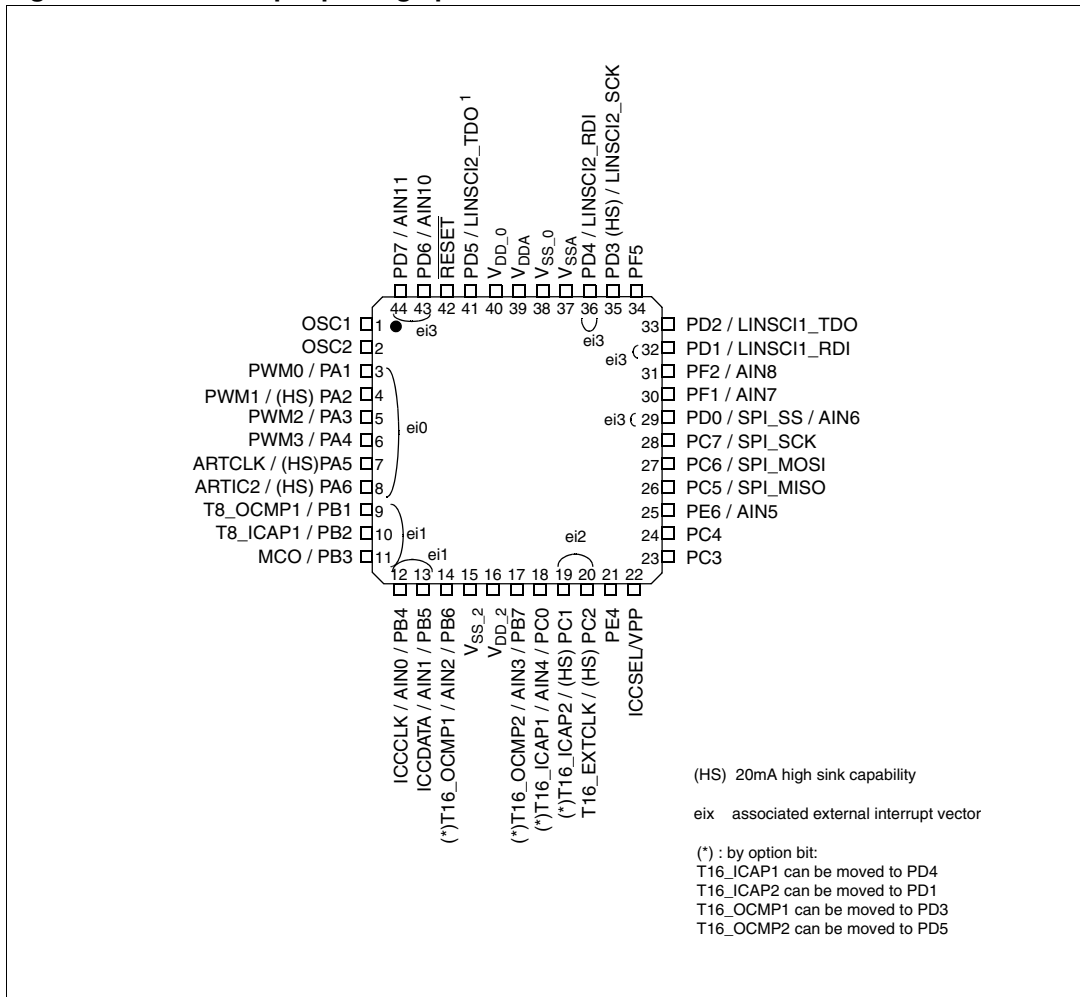 PD7 / AIN11
PD6 / AIN10
RESET
PD5 / LINSCI2_TDO 1
VDD_0
VDDA
VSS_0
VSSA
PD4 / LINSCI2_RDI
PD3 (HS) / LINSCI2_SCK
PF5
44 43 42 41 40 39 38 37 36 35 34
ei3
ei3
OSC1 1
OSC2 2
PWM0 / PA1 3
PWM1 / (HS) PA2 4
PWM2 / PA3 5
PWM3 / PA4 6
ARTCLK / (HS)PA5 7
ARTIC2 / (HS) PA6 8
T8_OCMP1 / PB1 9
T8_ICAP1 / PB2 10
MCO / PB3 11
ei0
ei1
ei1
33 PD2 / LINSCI1_TDO
ei3 32 PD1 / LINSCI1_RDI
31 PF2 / AIN8
30 PF1 / AIN7
ei3 29 PD0 / SPI_SS / AIN6
28 PC7 / SPI_SCK
27 PC6 / SPI_MOSI
26 PC5 / SPI_MISO
25 PE6 / AIN5
24 PC4
23 PC3
ei2
12 13 14 15 16 17 18 19 20 21 22
ICCCLK / AIN0 / PB4
ICCDATA / AIN1 / PB5
(*)T16_OCMP1 / AIN2 / PB6
VSS_2
VDD_2
(*)T16_OCMP2 / AIN3 / PB7
(*)T16_ICAP1 / AIN4 / PC0
(*)T16_ICAP2 / (HS) PC1
T16_EXTCLK / (HS) PC2
PE4
ICCSEL/VPP
(HS) 20mA high sink capability
eix associated external interrupt vector
(*) : by option bit:
T16_ICAP1 can be moved to PD4
T16_ICAP2 can be moved to PD1
T16_OCMP1 can be moved to PD3
T16_OCMP2 can be moved to PD5